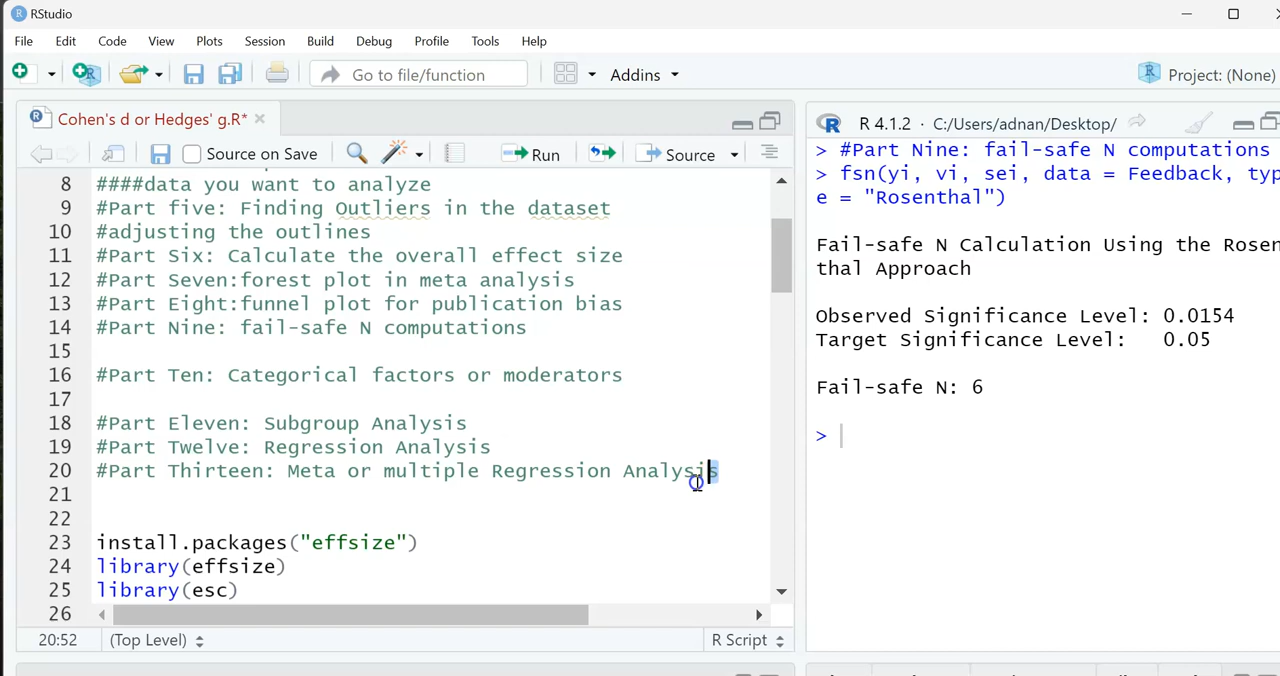 RStudio
File Edit Code View Plots Session Build Debug Profile Tools Help
Go to file/function Addins Project: (None)
Cohen's d or Hedges' g.R*
Source on Save Run Source
8 ####data you want to analyze
9 #Part five: Finding Outliers in the dataset
10 #adjusting the outlines
11 #Part Six: Calculate the overall effect size
12 #Part Seven:forest plot in meta analysis
13 #Part Eight:funnel plot for publication bias
14 #Part Nine: fail-safe N computations
15
16 #Part Ten: Categorical factors or moderators
17
18 #Part Eleven: Subgroup Analysis
19 #Part Twelve: Regression Analysis
20 #Part Thirteen: Meta or multiple Regression Analysis
21
22
23 install.packages("effsize")
24 library(effsize)
25 library(esc)
26
20:52 (Top Level) R Script
R 4.1.2 · C:/Users/adnan/Desktop/
> #Part Nine: fail-safe N computations
> fsn(yi, vi, sei, data = Feedback, typ
e = "Rosenthal")
Fail-safe N Calculation Using the Rosen
thal Approach
Observed Significance Level: 0.0154
Target Significance Level: 0.05
Fail-safe N: 6
>